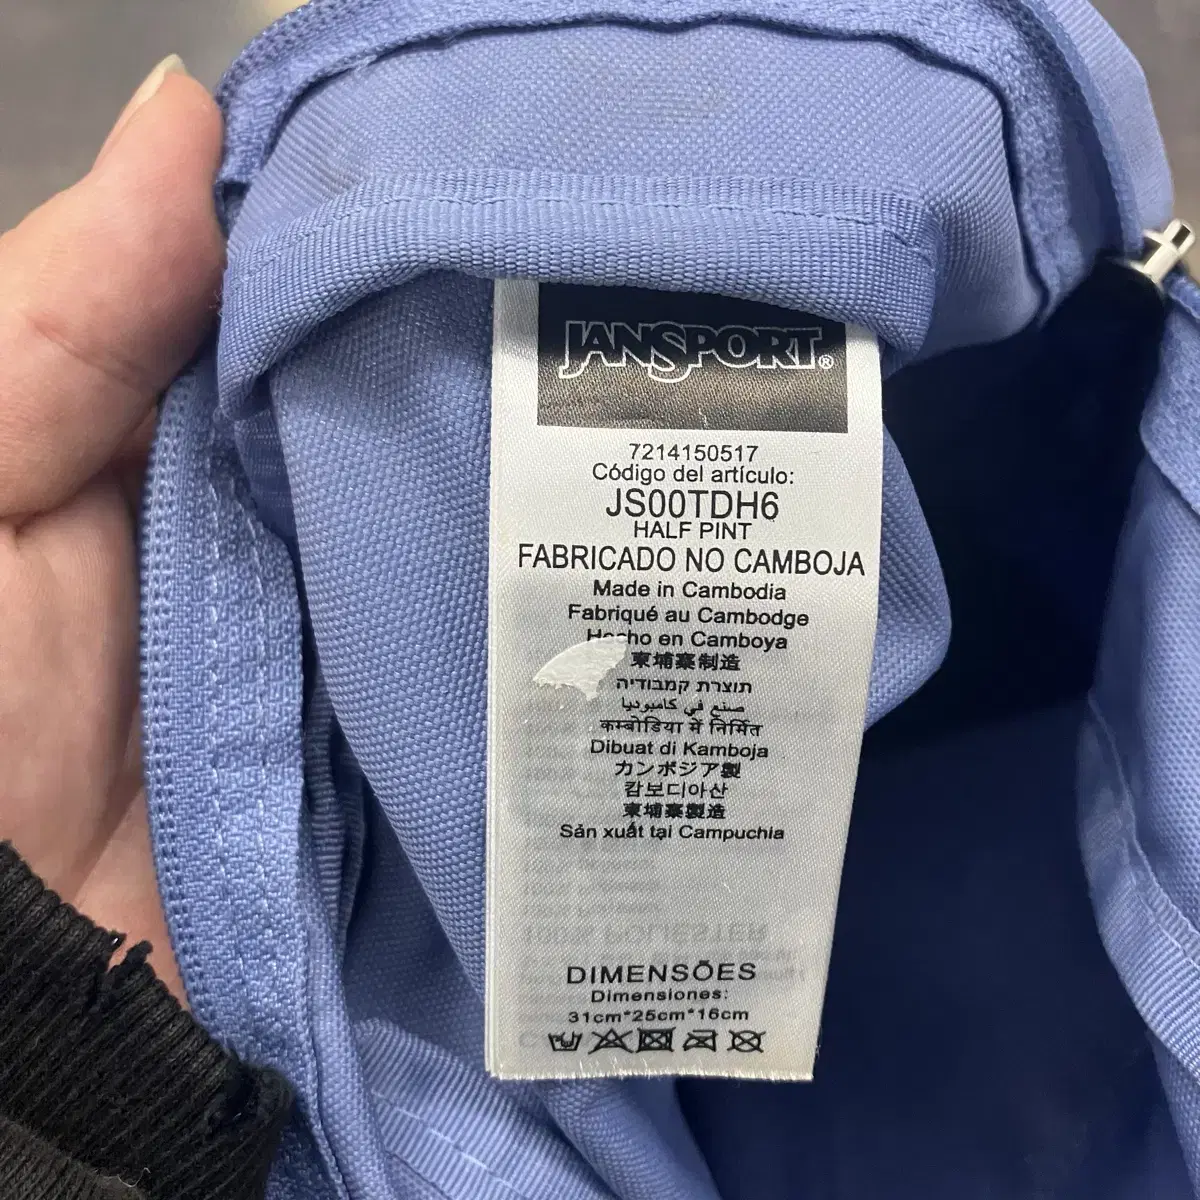 JANSPORT®
7214150517
Código del artículo:
JS00TDH6
HALF PINT
FABRICADO NO CAMBOJA
Made in Cambodia
Fabriqué au Cambodge
Hecho en Camboya
柬埔寨制造
תוצרת קמבודיה
صنع في كامبوديا
कम्बोडिया में निर्मित
Dibuat di Kamboja
カンボジア製
캄보디아산
柬埔寨製造
Sản xuất tại Campuchia
100% POLIESTER
DIMENSÕES
Dimensiones:
31cm*25cm*16cm